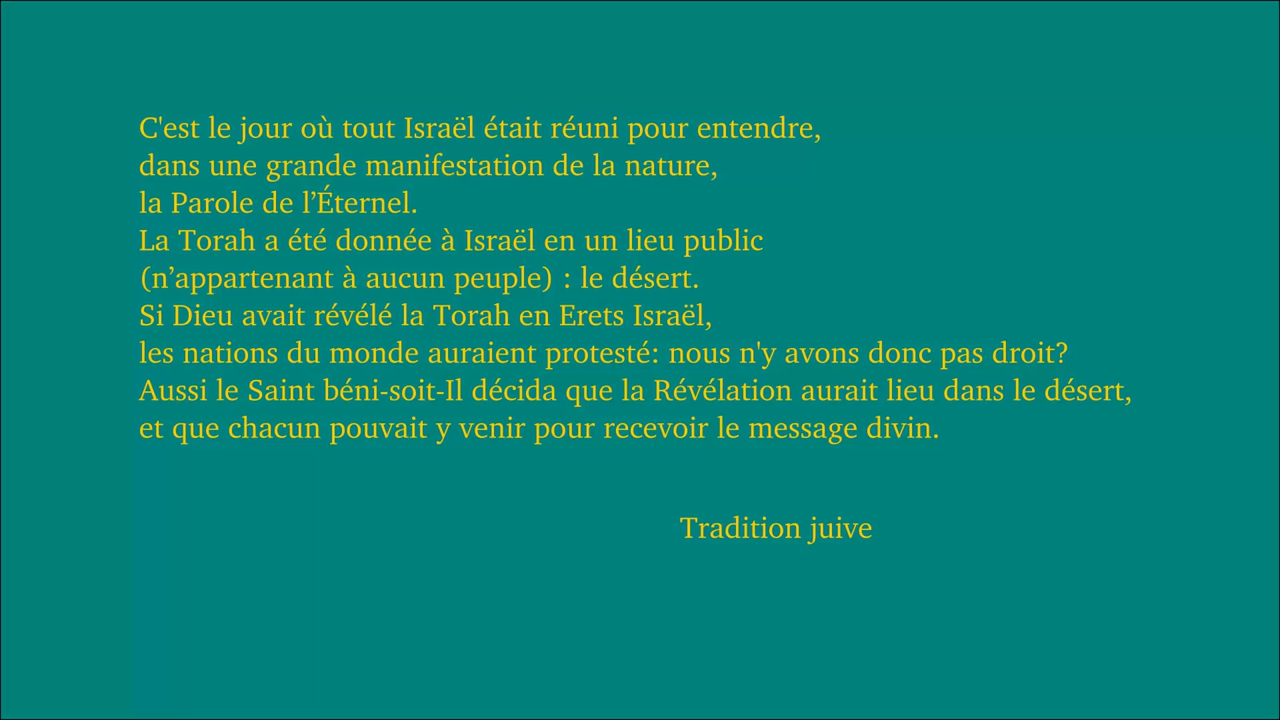 C'est le jour où tout Israël était réuni pour entendre,
dans une grande manifestation de la nature,
la Parole de l’Éternel.
La Torah a été donnée à Israël en un lieu public
(n’appartenant à aucun peuple) : le désert.
Si Dieu avait révélé la Torah en Erets Israël,
les nations du monde auraient protesté: nous n'y avons donc pas droit?
Aussi le Saint béni-soit-Il décida que la Révélation aurait lieu dans le désert,
et que chacun pouvait y venir pour recevoir le message divin.
Tradition juive